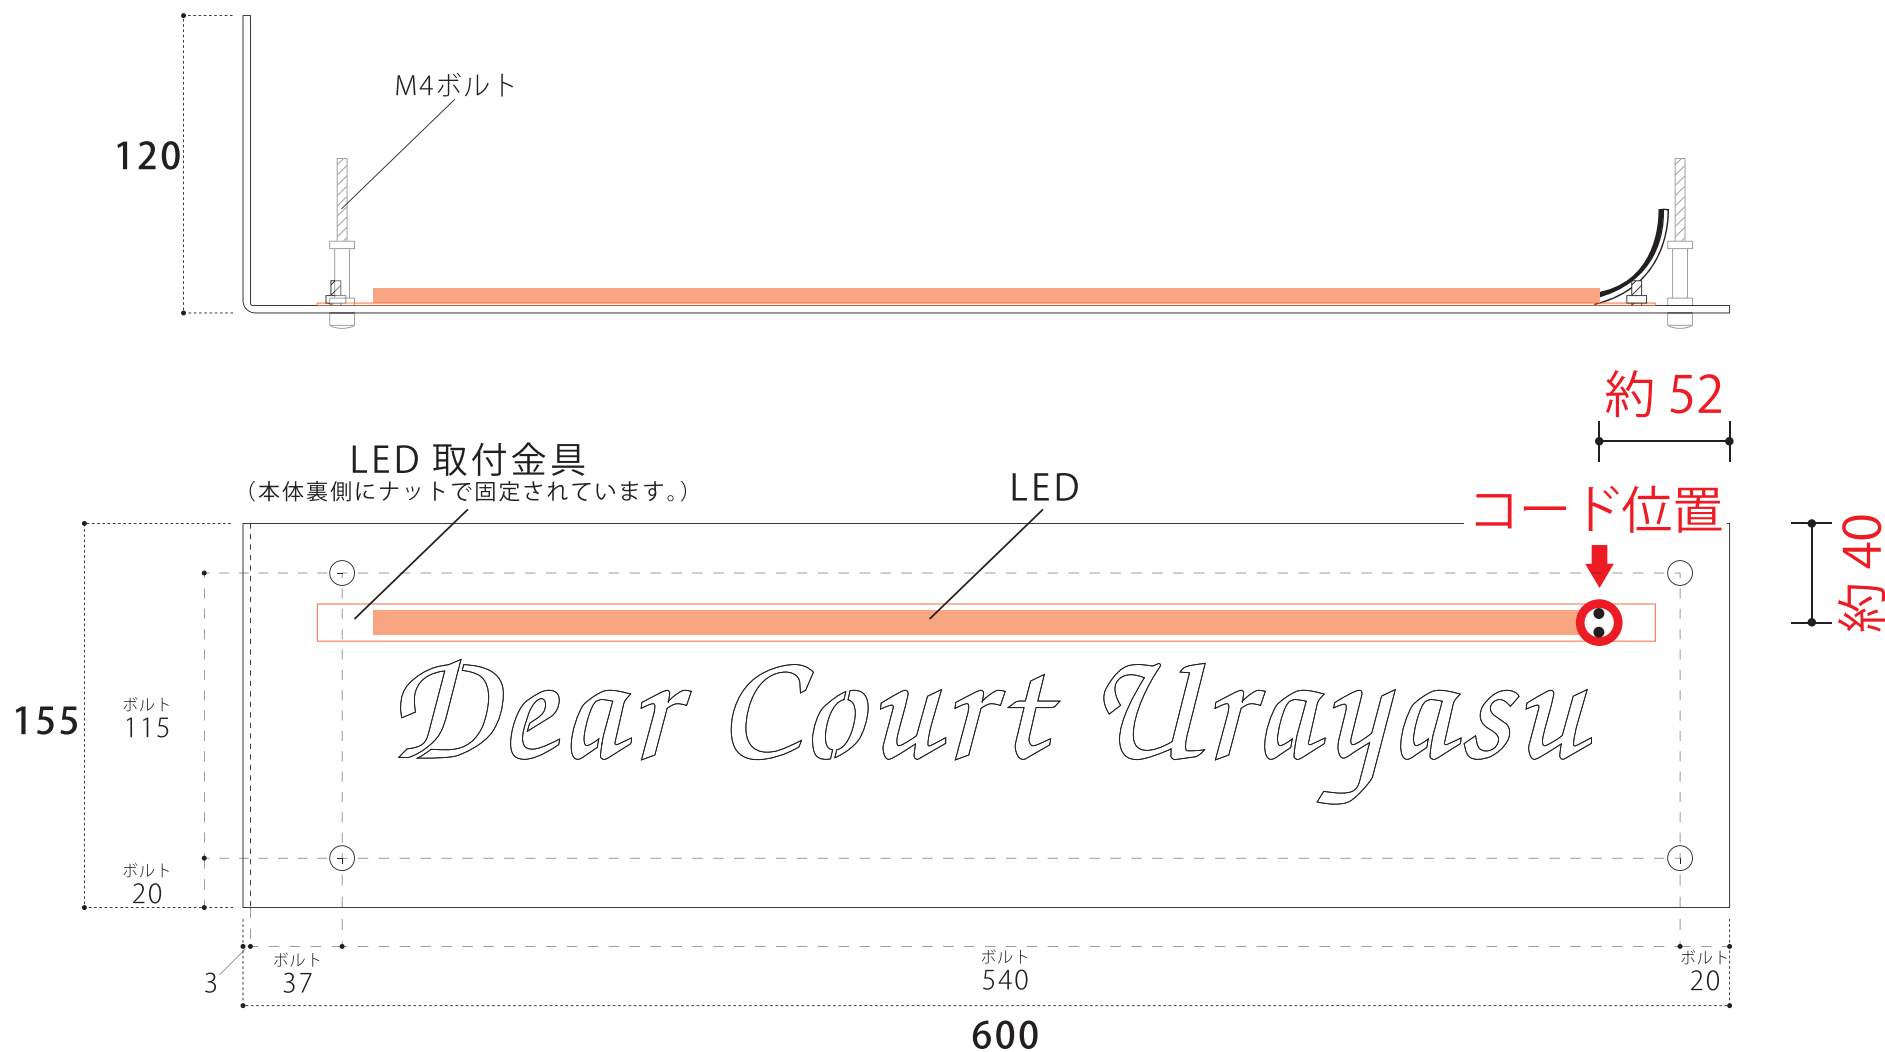 M4ボルト
120
約 52
LED 取付金具
（本体裏側にナットで固定されています。）
LED
コード位置
約 40
Dear Court Urayasu
155
ボルト
115
ボルト
20
3
ボルト
37
ボルト
540
ボルト
20
600